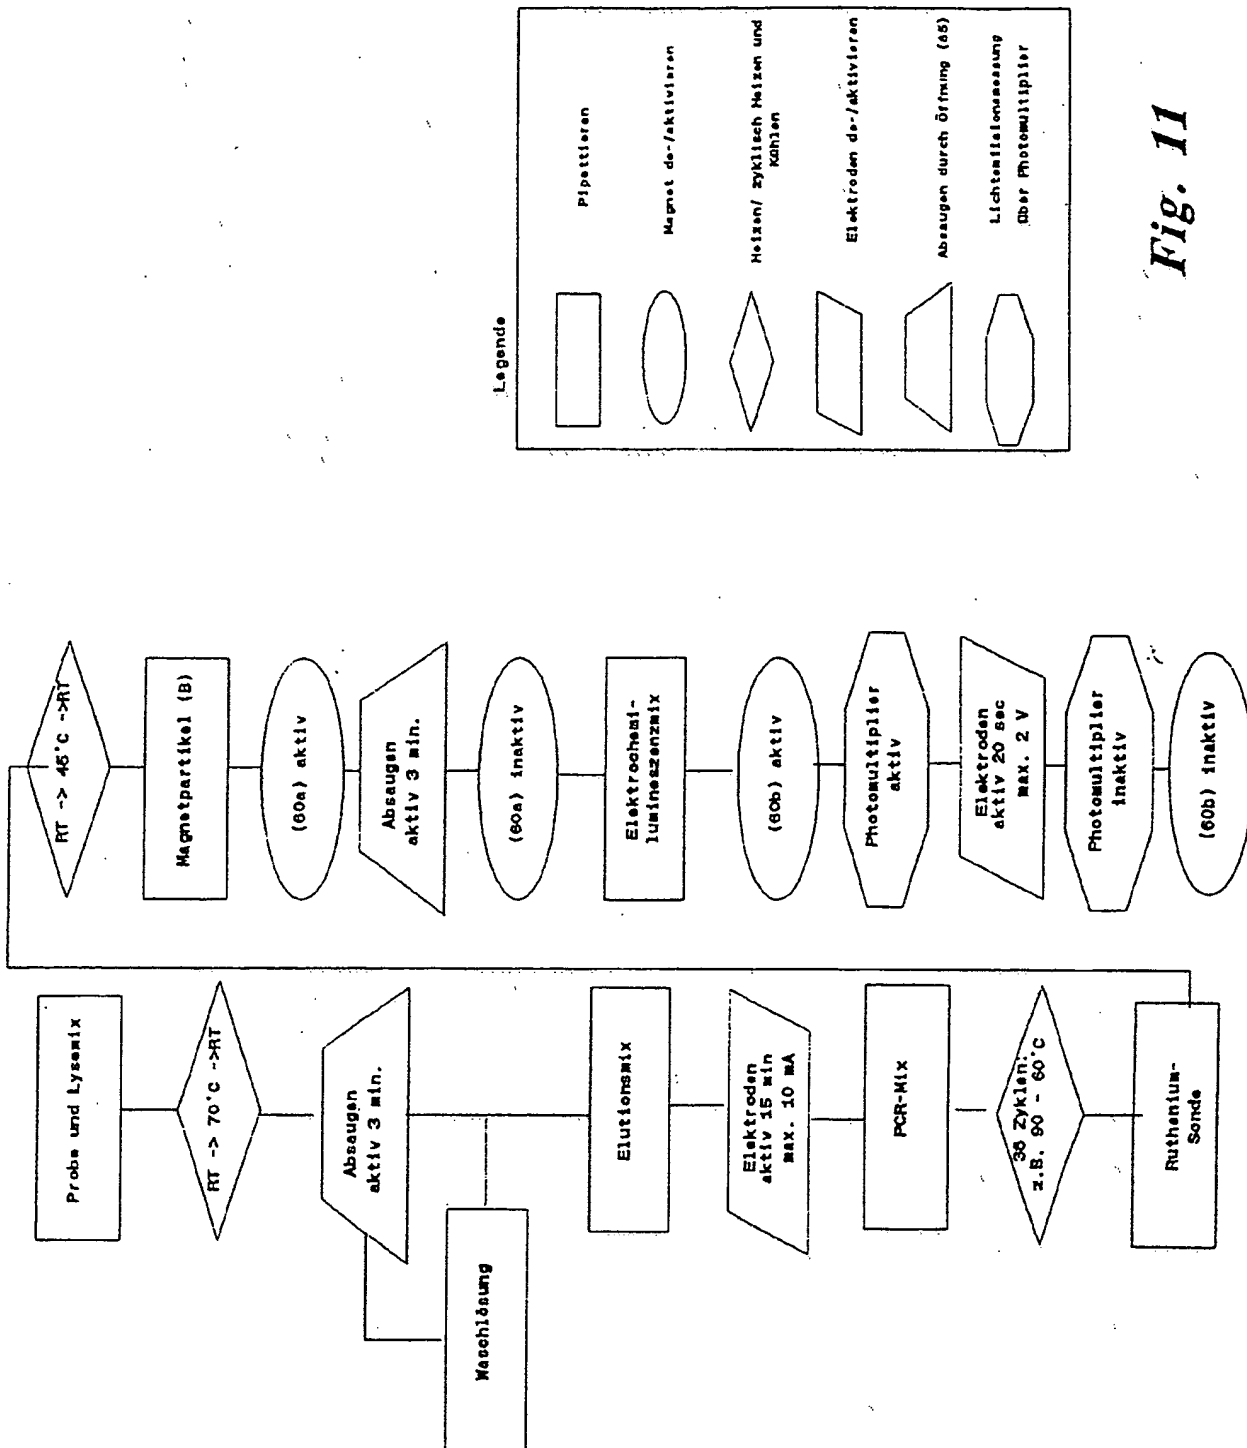 Probe und Lysemix
RT -> 70°C ->RT
Absaugen
aktiv 3 min.
Waschlösung
Elutionsmix
Elektroden
aktiv 15 min
max. 10 mA
PCR-Mix
Zyklen:
z.B. 90 - 60°C
Ruthenium-
Sonde
RT -> 45°C ->RT
Magnetpartikel (B)
(60a) aktiv
Absaugen
aktiv 3 min.
(60a) inaktiv
Elektrochemi-
lumineszenzmix
(60b) aktiv
Photomultiplier
aktiv
Elektroden
aktiv 20 sec
max. 2 V
Photomultiplier
inaktiv
(60b) inaktiv
Legende
Pipettieren
Magnet de-/aktivieren
Heizen/ zyklisch Heizen und
Kühlen
Elektroden de-/aktivieren
Absaugen durch Öffnung (65)
Lichtemissionsmessung
über Photomultiplier
Fig. 11